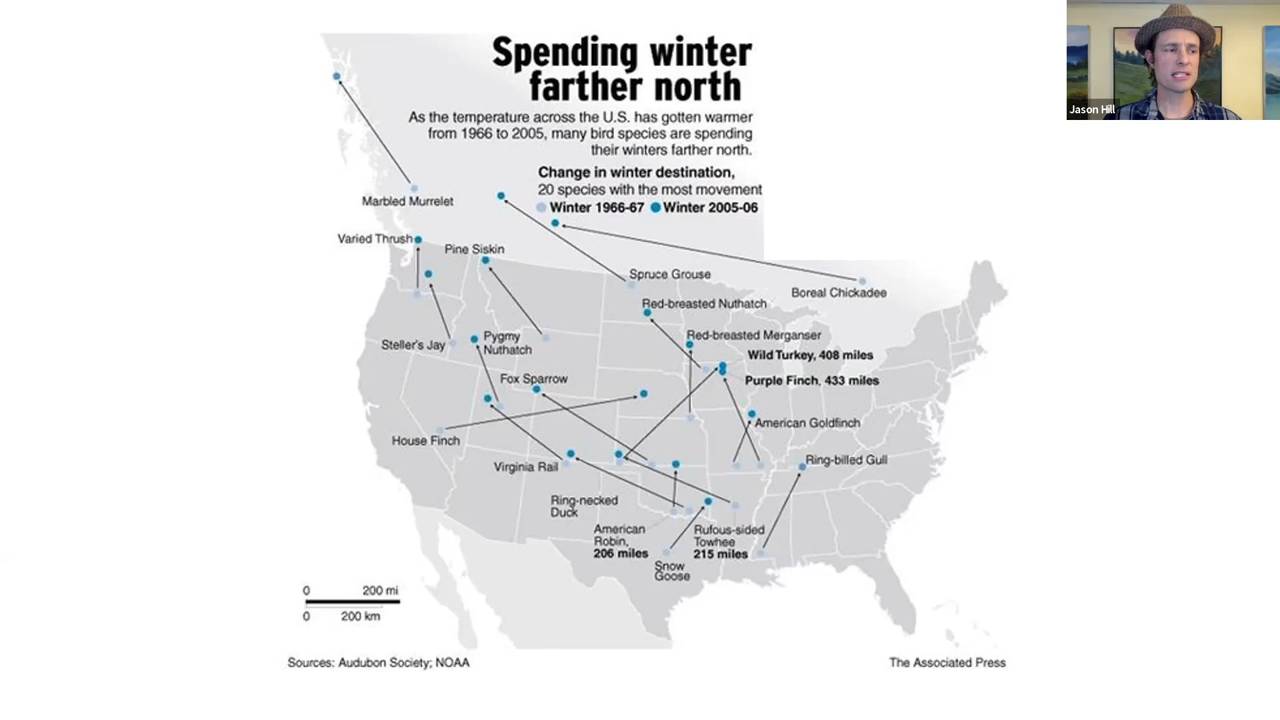 Spending winter
farther north
As the temperature across the U.S. has gotten warmer
from 1966 to 2005, many bird species are spending
their winters farther north.
Change in winter destination,
20 species with the most movement
Winter 1966-67 Winter 2005-06
Jason Hill
Marbled Murrelet
Varied Thrush
Pine Siskin
Spruce Grouse
Boreal Chickadee
Red-breasted Nuthatch
Red-breasted Merganser
Steller's Jay
Pygmy
Nuthatch
Wild Turkey, 408 miles
Purple Finch, 433 miles
Fox Sparrow
American Goldfinch
House Finch
Virginia Rail
Ring-billed Gull
Ring-necked
Duck
American
Robin,
206 miles
Rufous-sided
Towhee
215 miles
Snow
Goose
0 200 mi
0 200 km
Sources: Audubon Society; NOAA
The Associated Press